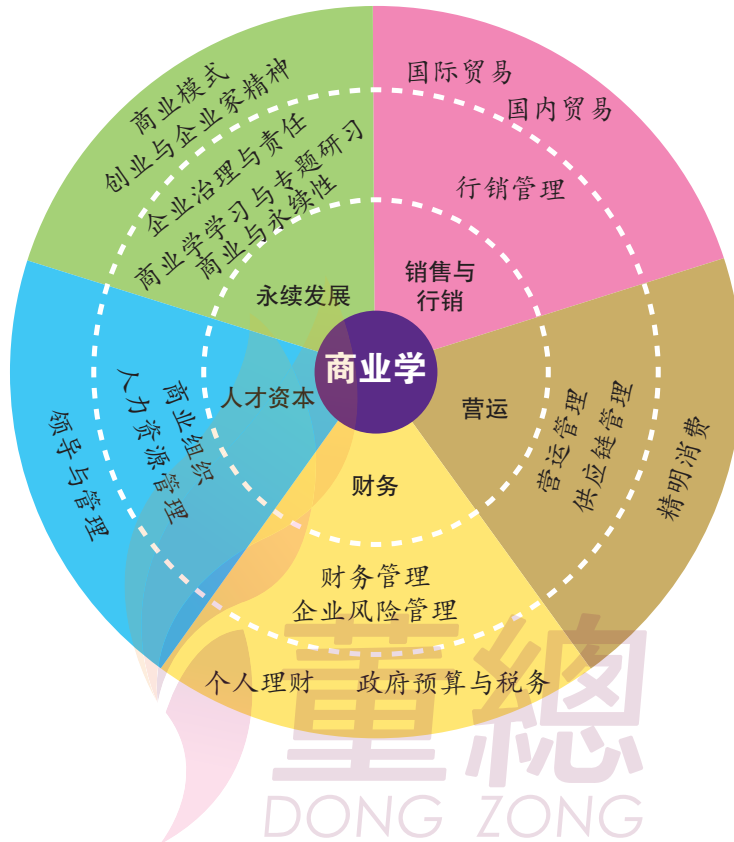 商业模式
创业与企业家精神
企业治理与责任
商业学学习与专题研习
商业与永续性
永续发展
国际贸易
国内贸易
行销管理
销售与
行销
商业学
人才资本
商业组织
人力资源管理
领导与管理
营运
营运管理
供应链管理
精明消费
财务
财务管理
企业风险管理
个人理财
政府预算与税务
董總
DONG ZONG